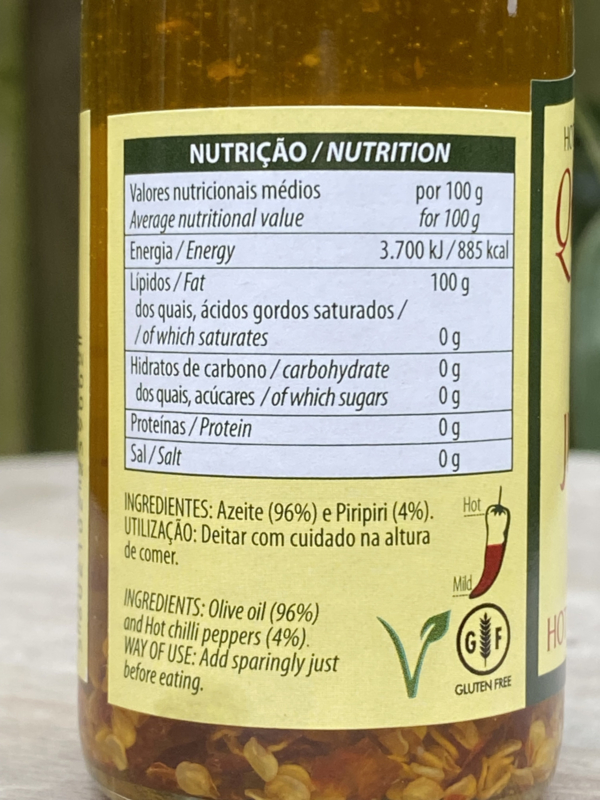 NUTRIÇÃO / NUTRITION
Valores nutricionais médios por 100 g
Average nutritional value for 100 g
Energia / Energy 3.700 kJ / 885 kcal
Lípidos / Fat 100 g
dos quais, ácidos gordos saturados /
/ of which saturates 0 g
Hidratos de carbono / carbohydrate 0 g
dos quais, açúcares / of which sugars 0 g
Proteínas / Protein 0 g
Sal / Salt 0 g
INGREDIENTES: Azeite (96%) e Piripiri (4%).
UTILIZAÇÃO: Deitar com cuidado na altura
de comer.
Hot
Mild
INGREDIENTS: Olive oil (96%)
and Hot chilli peppers (4%).
WAY OF USE: Add sparingly just
before eating.
G F
GLUTEN FREE
HO